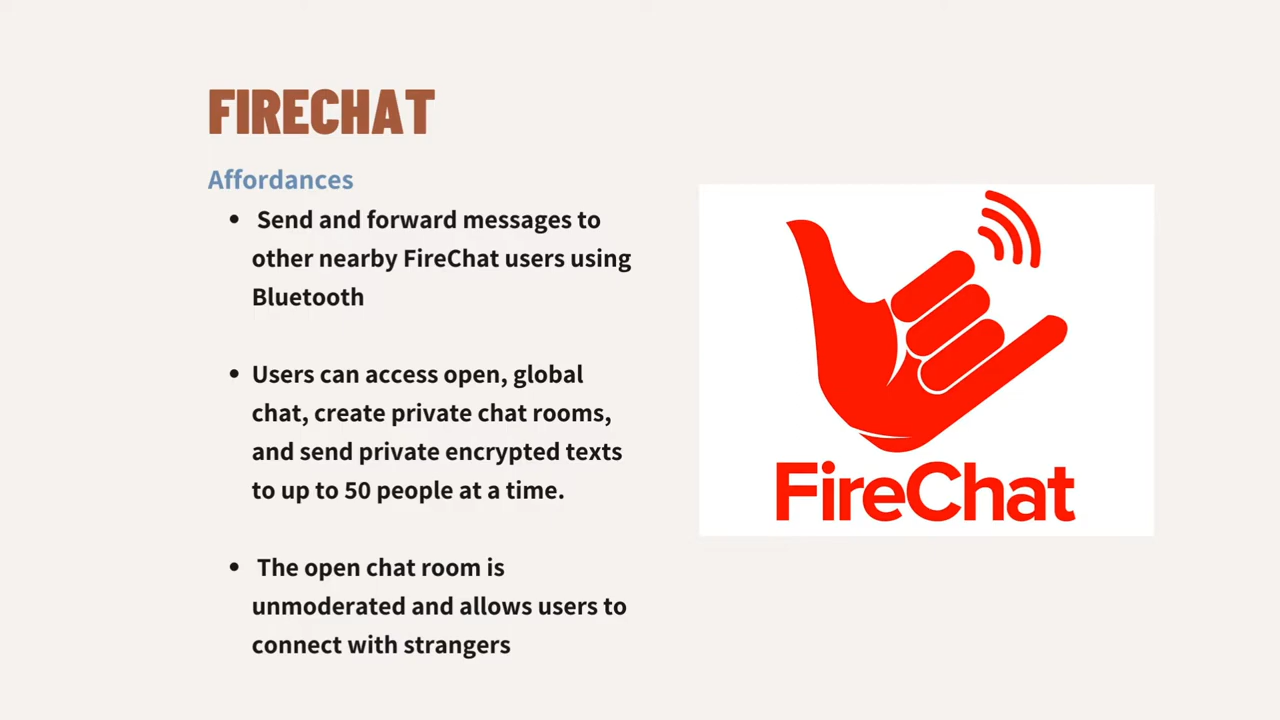 FIRECHAT
Affordances
• Send and forward messages to
other nearby FireChat users using
Bluetooth
• Users can access open, global
chat, create private chat rooms,
and send private encrypted texts
to up to 50 people at a time.
• The open chat room is
unmoderated and allows users to
connect with strangers
FireChat